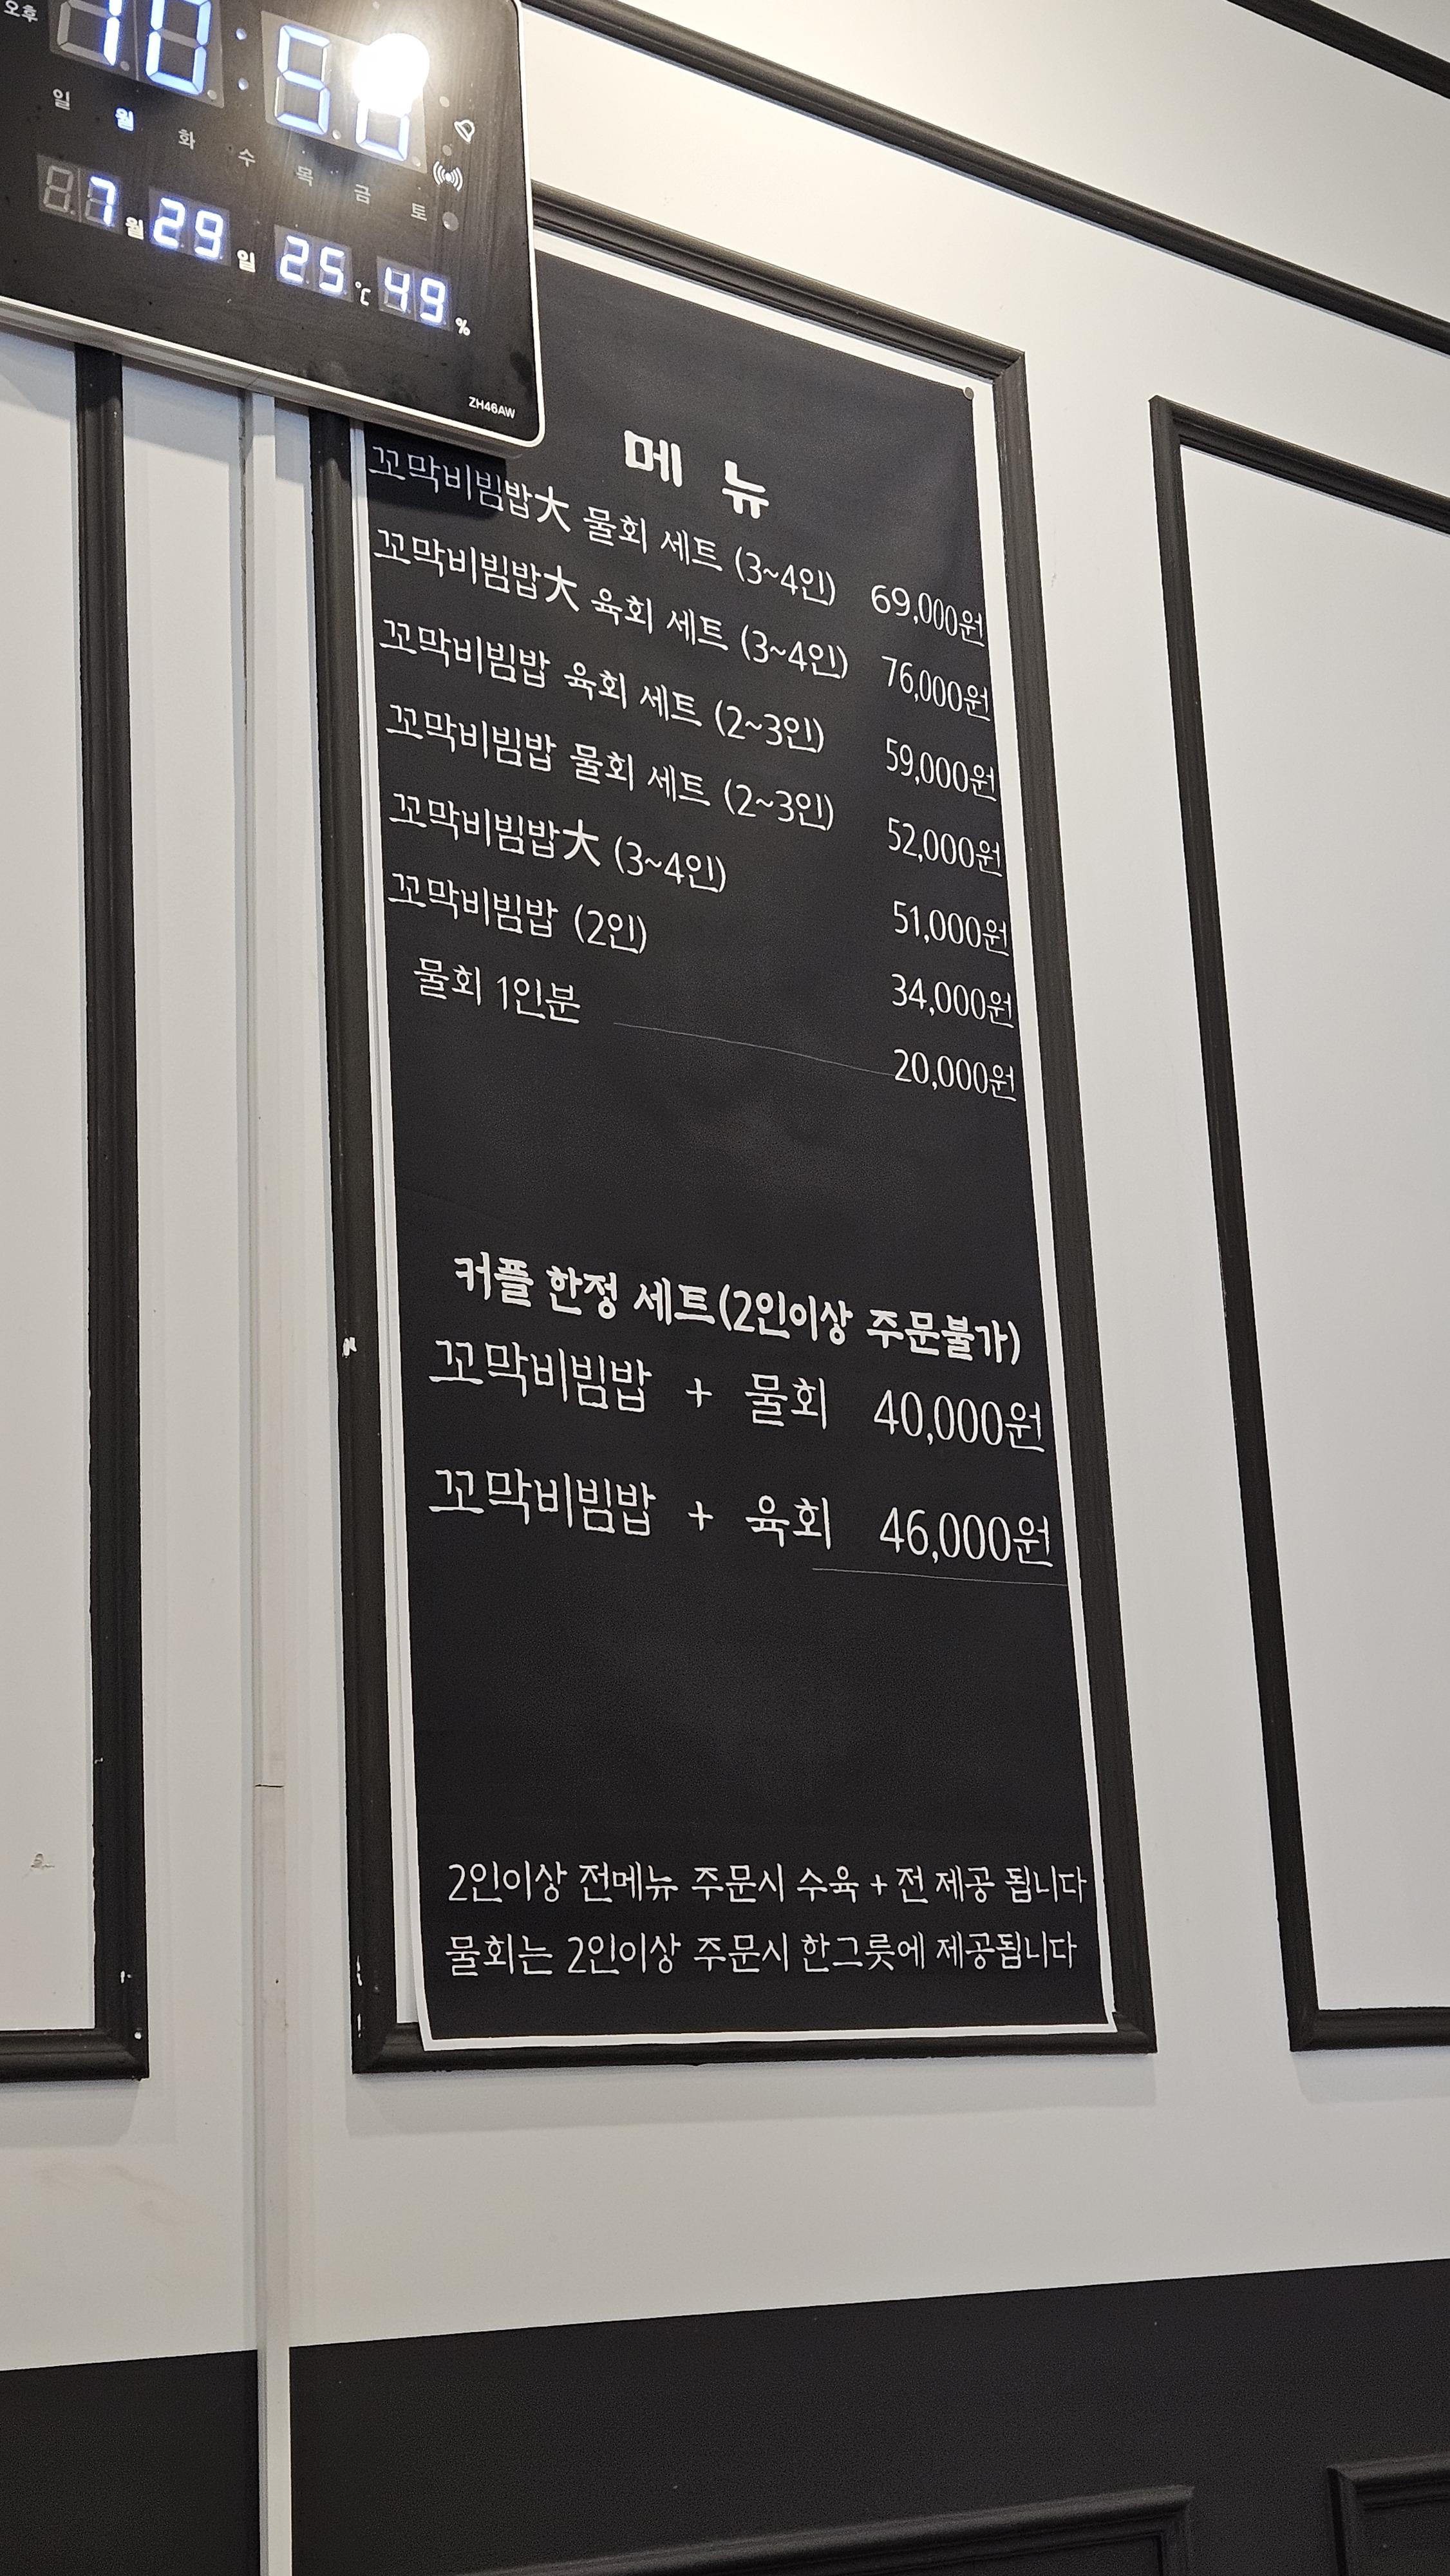 오후
10:50
일 월 화 수 목 금 토
7월 29일 25℃ 49%
ZH46AW
메 뉴
꼬막비빔밥大 물회 세트 (3~4인) 69,000원
꼬막비빔밥大 육회 세트 (3~4인) 76,000원
꼬막비빔밥 육회 세트 (2~3인) 59,000원
꼬막비빔밥 물회 세트 (2~3인) 52,000원
꼬막비빔밥大 (3~4인) 51,000원
꼬막비빔밥 (2인) 34,000원
물회 1인분 20,000원
커플 한정 세트(2인이상 주문불가)
꼬막비빔밥 + 물회 40,000원
꼬막비빔밥 + 육회 46,000원
2인이상 전메뉴 주문시 수육 + 전 제공 됩니다
물회는 2인이상 주문시 한그릇에 제공됩니다